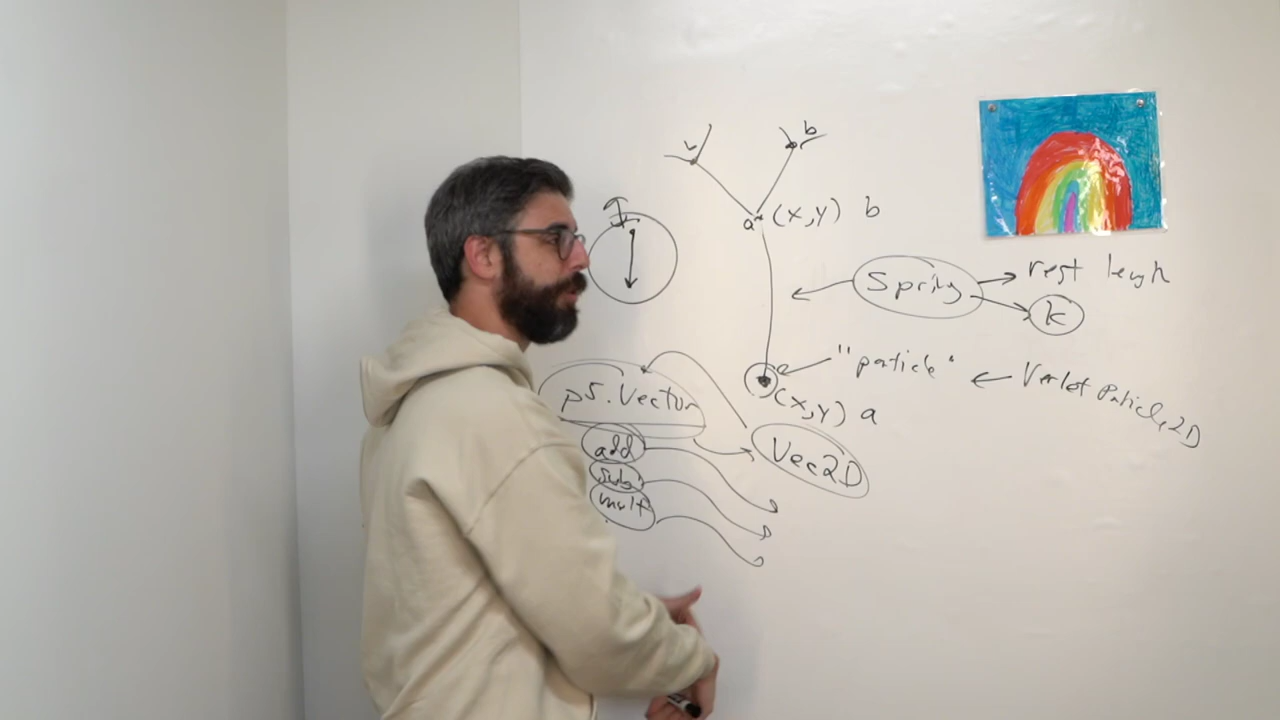 b
a (x,y) b
g
Spring
rest length
k
"particle"
Verlet Particle2D
p5.Vector
(x,y) a
add
Vec2D
sub
mult